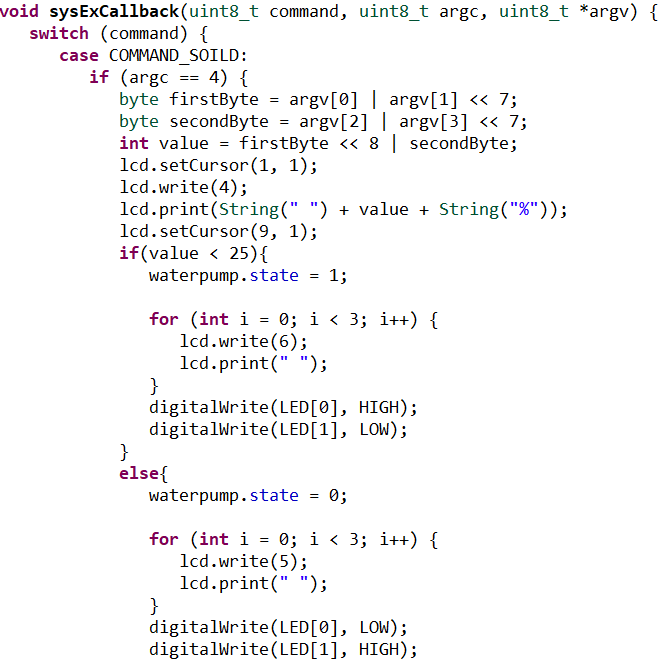 void sysExCallback(uint8_t command, uint8_t argc, uint8_t *argv) {
switch (command) {
case COMMAND_SOILD:
if (argc == 4) {
byte firstByte = argv[0] | argv[1] << 7;
byte secondByte = argv[2] | argv[3] << 7;
int value = firstByte << 8 | secondByte;
lcd.setCursor(1, 1);
lcd.write(4);
lcd.print(String(" ") + value + String("%"));
lcd.setCursor(9, 1);
if(value < 25){
waterpump.state = 1;
for (int i = 0; i < 3; i++) {
lcd.write(6);
lcd.print(" ");
}
digitalWrite(LED[0], HIGH);
digitalWrite(LED[1], LOW);
}
else{
waterpump.state = 0;
for (int i = 0; i < 3; i++) {
lcd.write(5);
lcd.print(" ");
}
digitalWrite(LED[0], LOW);
digitalWrite(LED[1], HIGH);